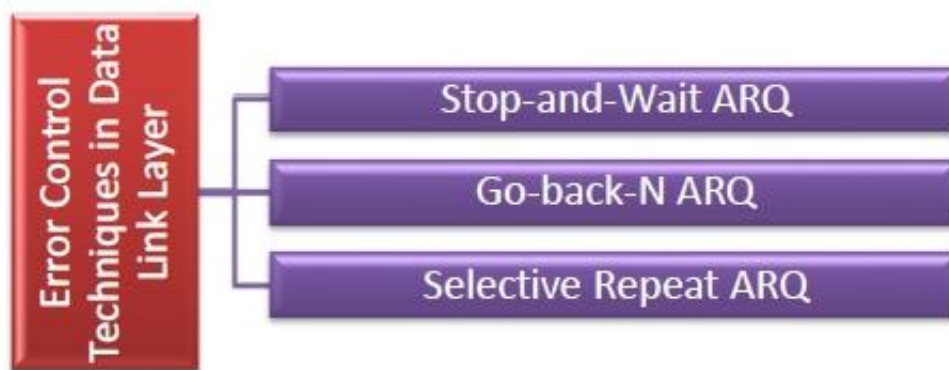 Error Control
Techniques in Data
Link Layer
Stop-and-Wait ARQ
Go-back-N ARQ
Selective Repeat ARQ